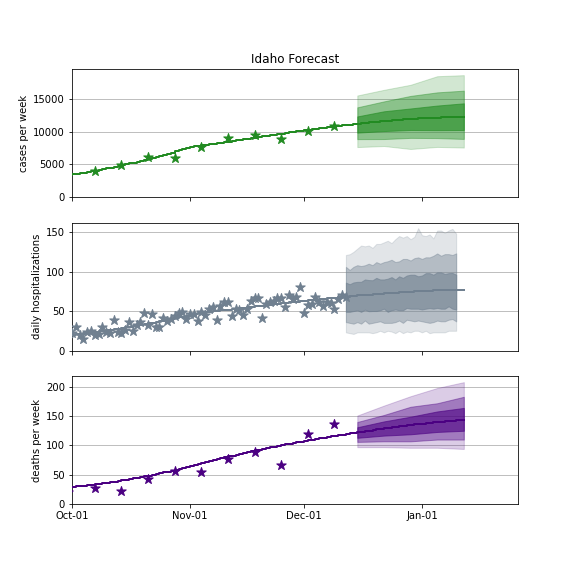 Idaho Forecast
cases per week
15000
10000
5000
0
daily hospitalizations
150
100
50
0
deaths per week
200
150
100
50
0
Oct-01 Nov-01 Dec-01 Jan-01